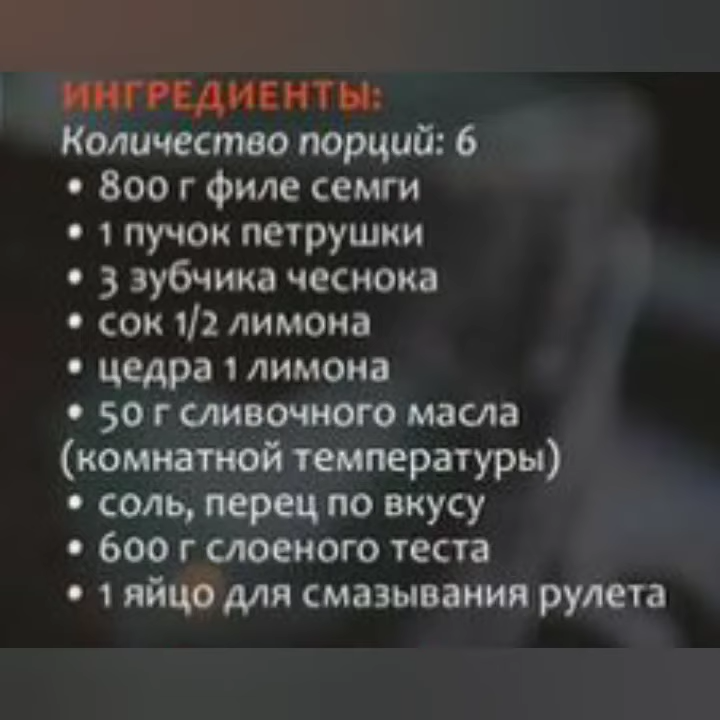 ИНГРЕДИЕНТЫ:
Количество порций: 6
• 800 г филе семги
• 1 пучок петрушки
• 3 зубчика чеснока
• сок 1/2 лимона
• цедра 1 лимона
• 50 г сливочного масла
(комнатной температуры)
• соль, перец по вкусу
• 600 г слоеного теста
• 1 яйцо для смазывания рулета